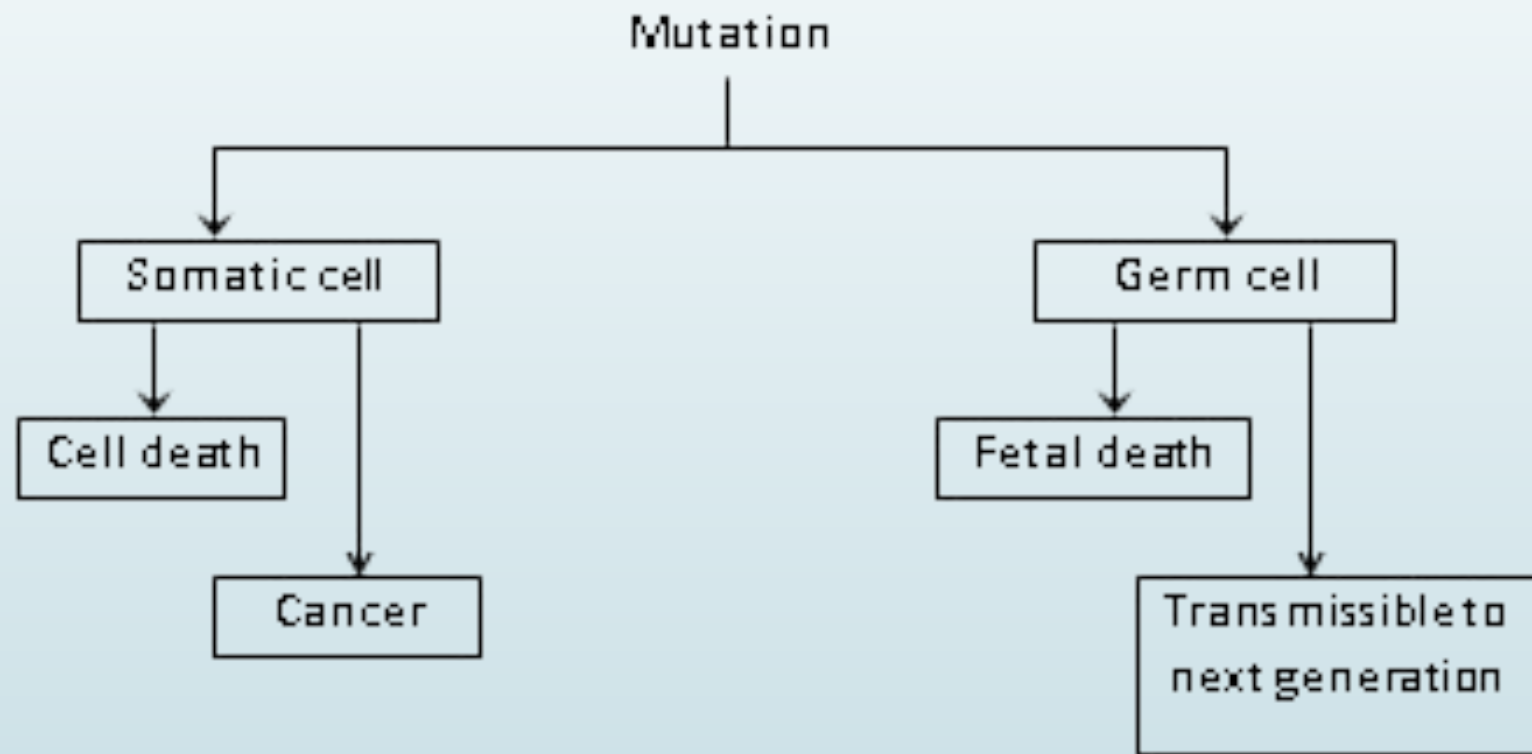 Mutation
Somatic cell
Germ cell
Cell death
Fetal death
Cancer
Transmissible to
next generation